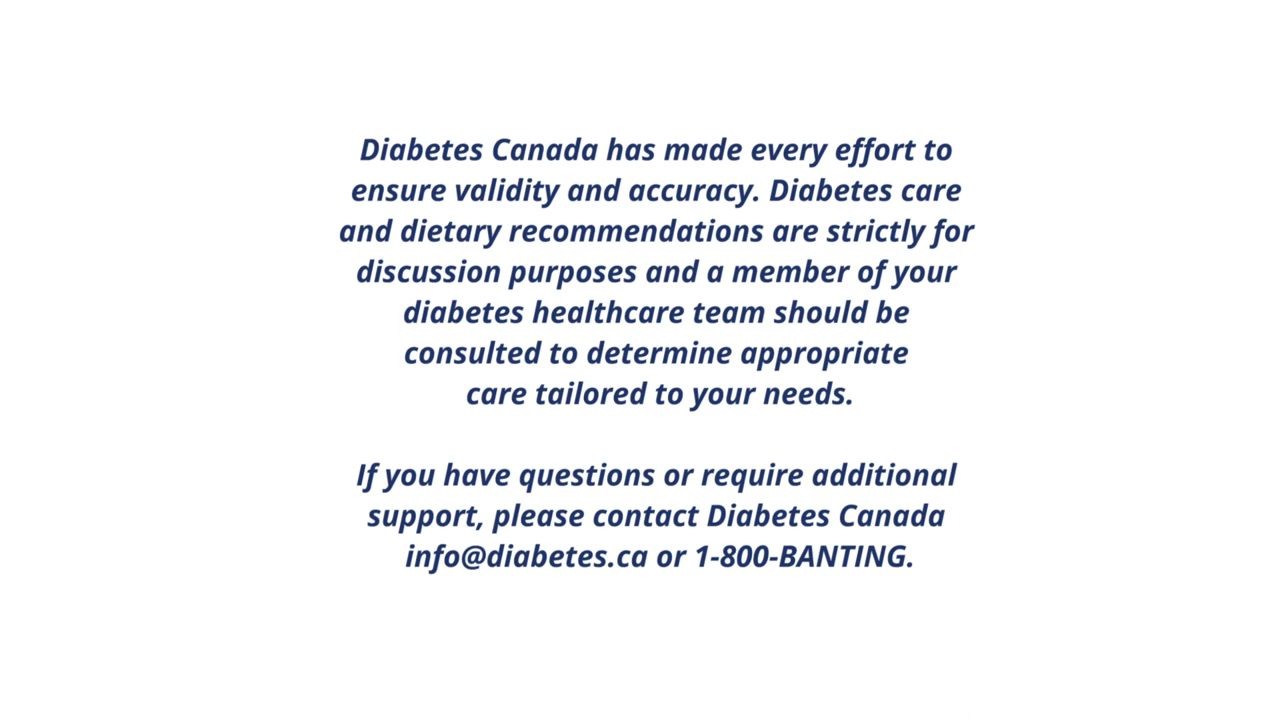 Diabetes Canada has made every effort to
ensure validity and accuracy. Diabetes care
and dietary recommendations are strictly for
discussion purposes and a member of your
diabetes healthcare team should be
consulted to determine appropriate
care tailored to your needs.
If you have questions or require additional
support, please contact Diabetes Canada
info@diabetes.ca or 1-800-BANTING.